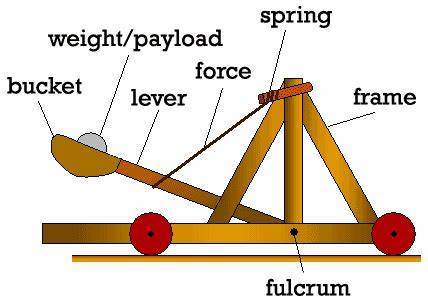 spring
weight/payload
force
bucket
lever
frame
fulcrum